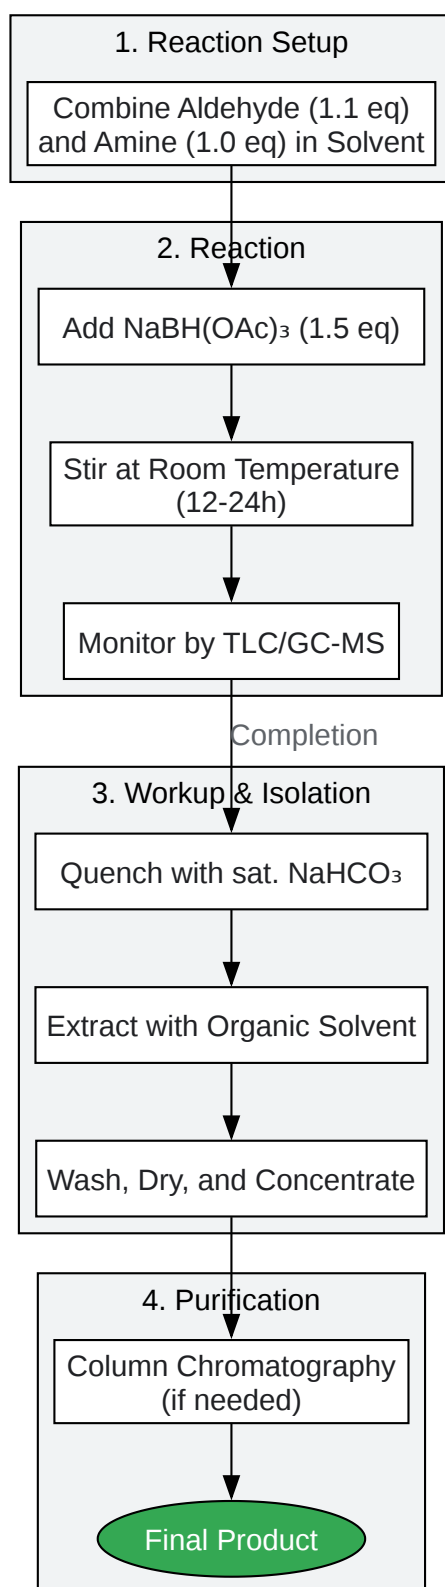 1. Reaction Setup
Combine Aldehyde (1.1 eq)
and Amine (1.0 eq) in Solvent
2. Reaction
Add NaBH(OAc)₃ (1.5 eq)
Stir at Room Temperature
(12-24h)
Monitor by TLC/GC-MS
Completion
3. Workup & Isolation
Quench with sat. NaHCO₃
Extract with Organic Solvent
Wash, Dry, and Concentrate
4. Purification
Column Chromatography
(if needed)
Final Product